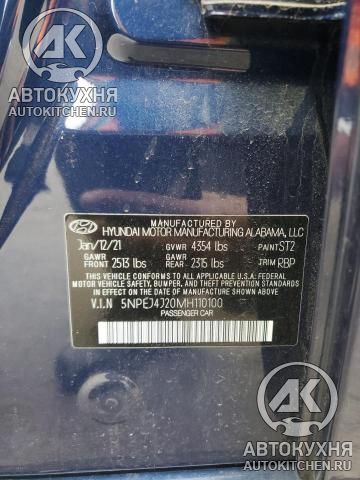 АК
АВТОКУХНЯ
AUTOKITCHEN.RU
MANUFACTURED BY
HYUNDAI MOTOR MANUFACTURING ALABAMA, LLC
Jan/12/21 GVWR 4354 lbs PAINT ST2
GAWR FRONT 2513 lbs GAWR REAR 2315 lbs TRIM RBP
THIS VEHICLE CONFORMS TO ALL APPLICABLE
FEDERAL MOTOR VEHICLE SAFETY, BUMPER, AND THEFT
PREVENTION STANDARDS IN EFFECT ON THE DATE OF
MANUFACTURE SHOWN ABOVE.
V.I.N 5NPEJ4J20MH110100
PASSENGER CAR
АК
АВТОКУХНЯ
AUTOKITCHEN.RU